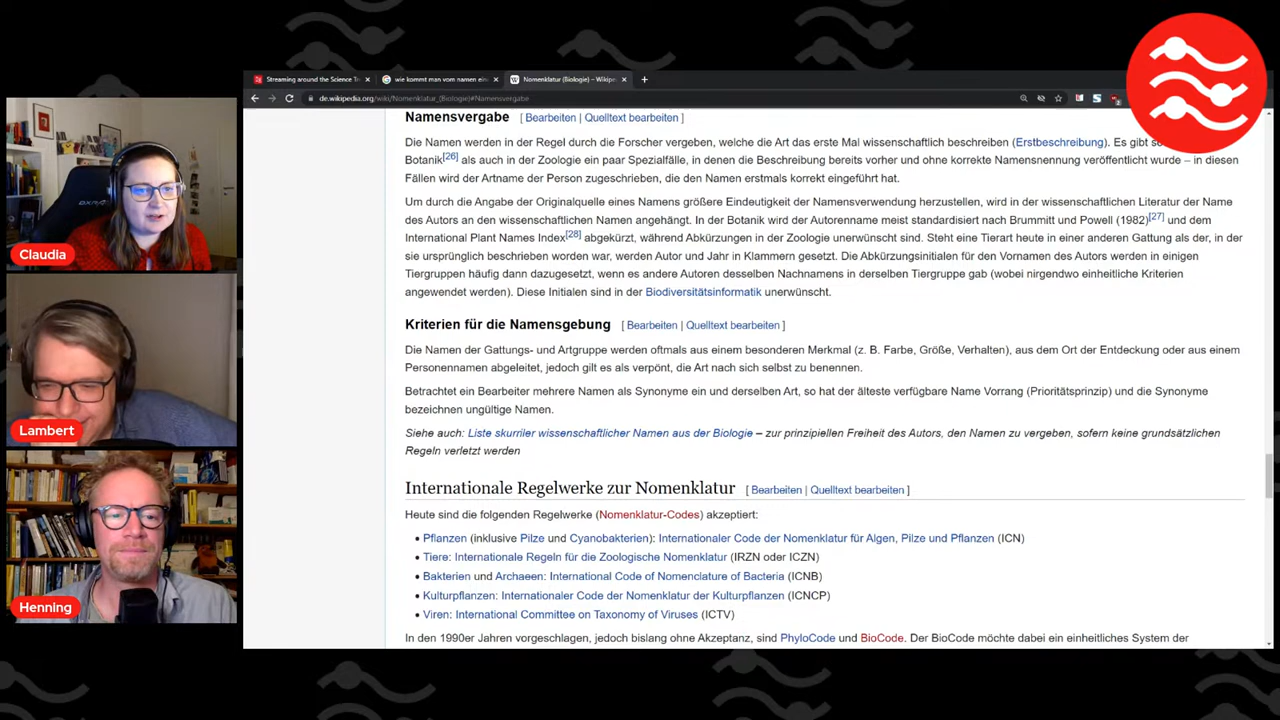 Streaming around the Science Tr
wie kommt man vom namen ein
Nomenklatur (Biologie) – Wikipe
de.wikipedia.org/wiki/Nomenklatur_(Biologie)#Namensvergabe
Namensvergabe [ Bearbeiten | Quelltext bearbeiten ]
Die Namen werden in der Regel durch die Forscher vergeben, welche die Art das erste Mal wissenschaftlich beschreiben (Erstbeschreibung). Es gibt
Botanik[26] als auch in der Zoologie ein paar Spezialfälle, in denen die Beschreibung bereits vorher und ohne korrekte Namensnennung veröffentlicht wurde – in diesen
Fällen wird der Artname der Person zugeschrieben, die den Namen erstmals korrekt eingeführt hat.
Um durch die Angabe der Originalquelle eines Namens größere Eindeutigkeit der Namensverwendung herzustellen, wird in der wissenschaftlichen Literatur der Name
des Autors an den wissenschaftlichen Namen angehängt. In der Botanik wird der Autorenname meist standardisiert nach Brummitt und Powell (1982)[27] und dem
International Plant Names Index[28] abgekürzt, während Abkürzungen in der Zoologie unerwünscht sind. Steht eine Tierart heute in einer anderen Gattung als der, in der
sie ursprünglich beschrieben worden war, werden Autor und Jahr in Klammern gesetzt. Die Abkürzungsinitialen für den Vornamen des Autors werden in einigen
Tiergruppen häufig dann dazugesetzt, wenn es andere Autoren desselben Nachnamens in derselben Tiergruppe gab (wobei nirgendwo einheitliche Kriterien
angewendet werden). Diese Initialen sind in der Biodiversitätsinformatik unerwünscht.
Kriterien für die Namensgebung [ Bearbeiten | Quelltext bearbeiten ]
Die Namen der Gattungs- und Artgruppe werden oftmals aus einem besonderen Merkmal (z. B. Farbe, Größe, Verhalten), aus dem Ort der Entdeckung oder aus einem
Personennamen abgeleitet, jedoch gilt es als verpönt, die Art nach sich selbst zu benennen.
Betrachtet ein Bearbeiter mehrere Namen als Synonyme ein und derselben Art, so hat der älteste verfügbare Name Vorrang (Prioritätsprinzip) und die Synonyme
bezeichnen ungültige Namen.
Siehe auch: Liste skurriler wissenschaftlicher Namen aus der Biologie – zur prinzipiellen Freiheit des Autors, den Namen zu vergeben, sofern keine grundsätzlichen
Regeln verletzt werden
Internationale Regelwerke zur Nomenklatur [ Bearbeiten | Quelltext bearbeiten ]
Heute sind die folgenden Regelwerke (Nomenklatur-Codes) akzeptiert:
• Pflanzen (inklusive Pilze und Cyanobakterien): Internationaler Code der Nomenklatur für Algen, Pilze und Pflanzen (ICN)
• Tiere: Internationale Regeln für die Zoologische Nomenklatur (IRZN oder ICZN)
• Bakterien und Archaeen: International Code of Nomenclature of Bacteria (ICNB)
• Kulturpflanzen: Internationaler Code der Nomenklatur der Kulturpflanzen (ICNCP)
• Viren: International Committee on Taxonomy of Viruses (ICTV)
In den 1990er Jahren vorgeschlagen, jedoch bislang ohne Akzeptanz, sind PhyloCode und BioCode. Der BioCode möchte dabei ein einheitliches System der
Claudia
Lambert
Henning